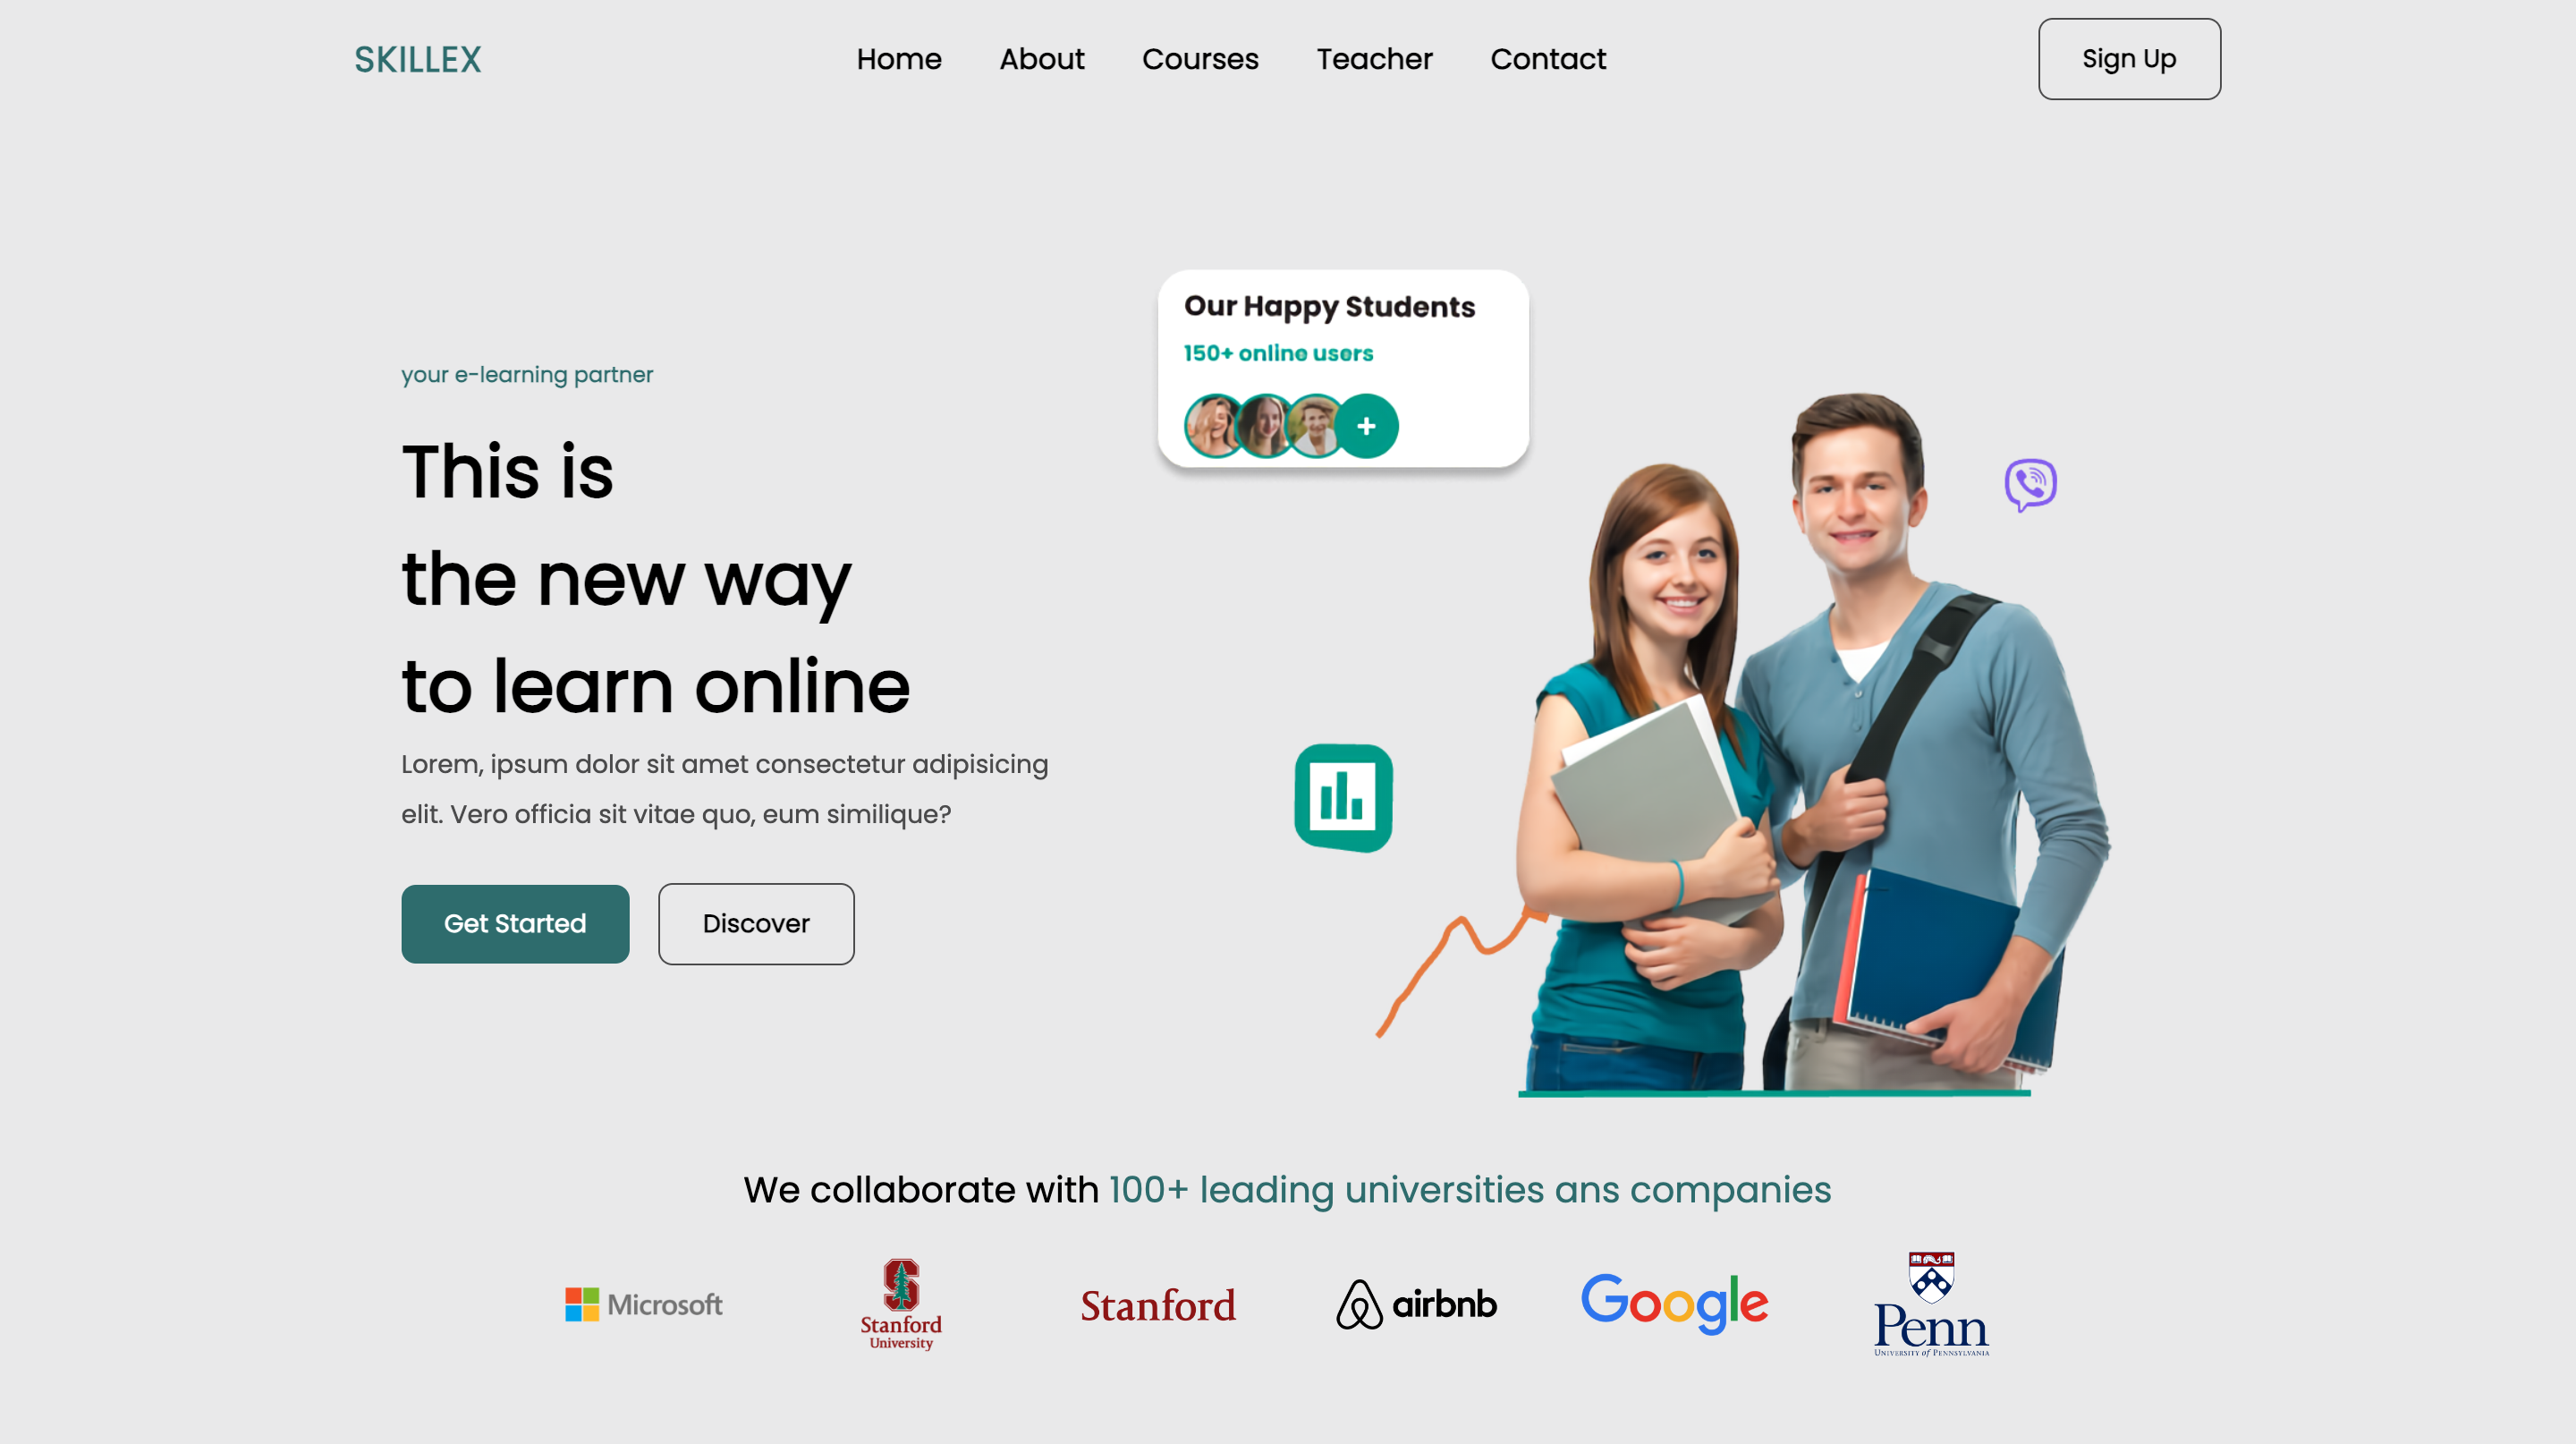 SKILLEX
Home
About
Courses
Teacher
Contact
Sign Up
your e-learning partner
This is
the new way
to learn online
Lorem, ipsum dolor sit amet consectetur adipisicing
elit. Vero officia sit vitae quo, eum similique?
Get Started
Discover
Our Happy Students
150+ online users
+
We collaborate with 100+ leading universities ans companies
Microsoft
Stanford
University
Stanford
airbnb
Google
Penn
UNIVERSITY of PENNSYLVANIA